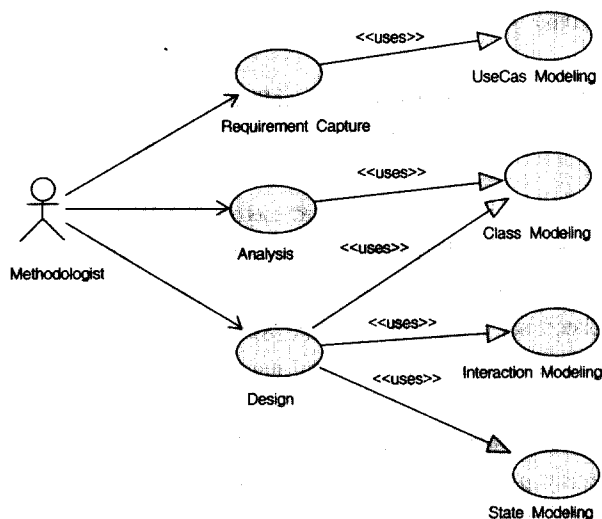 <<uses>>
UseCas Modeling
Requirement Capture
<<uses>>
Class Modeling
Analysis
<<uses>>
Methodologist
<<uses>>
Interaction Modeling
<<uses>>
Design
State Modeling